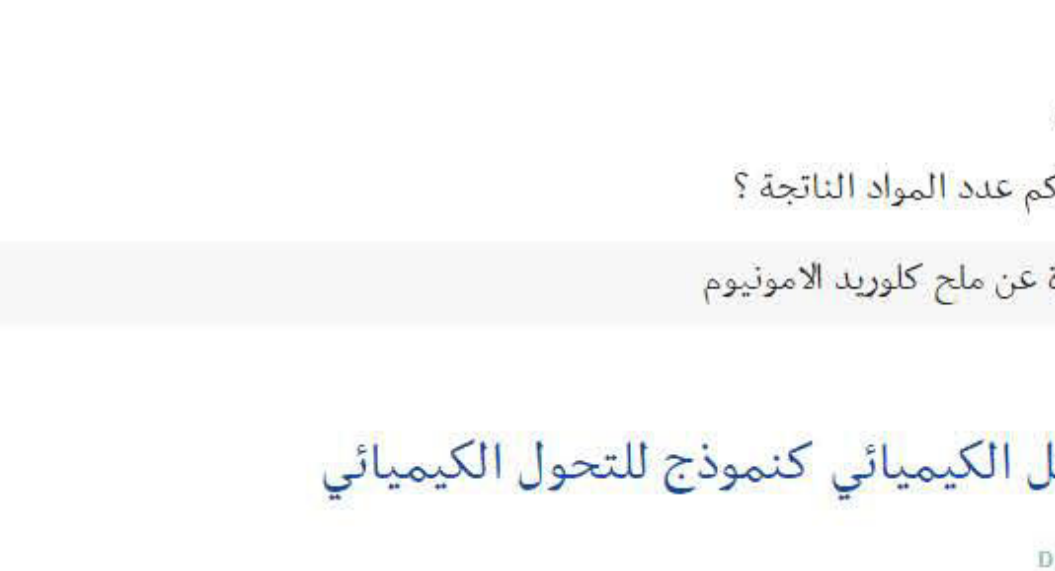 كم عدد المواد الناتجة ؟
عن ملح كلوريد الامونيوم
الكيميائي كنموذج للتحول الكيميائي
D